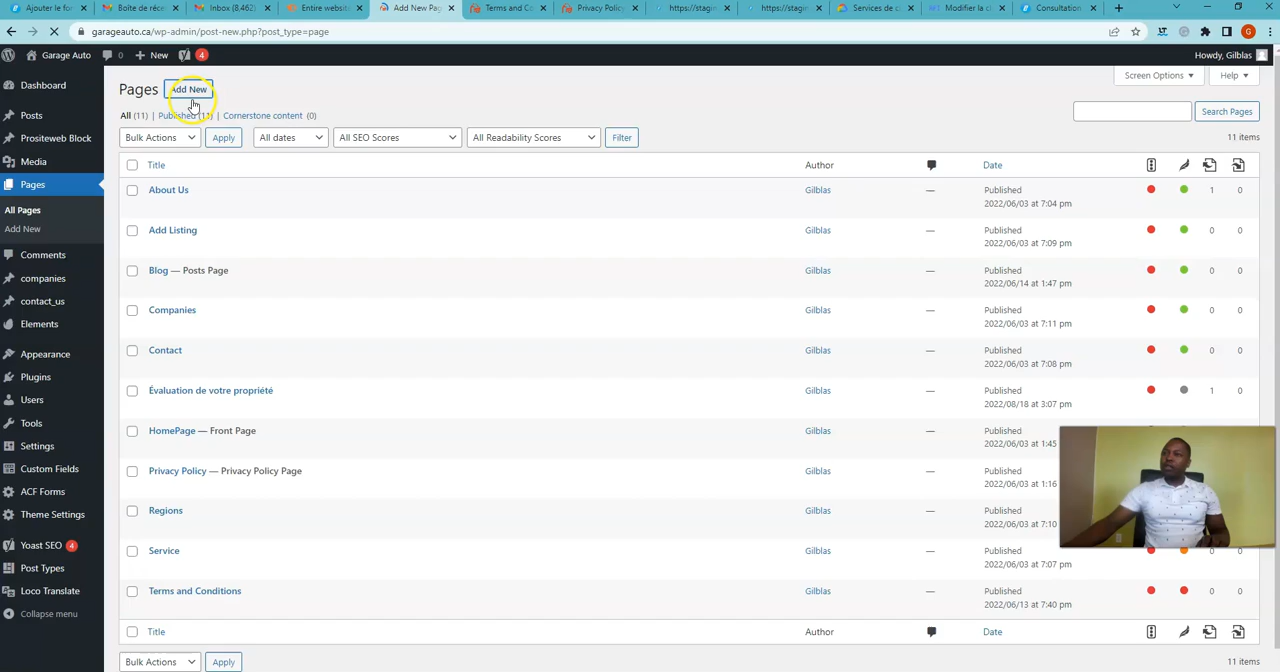 Ajouter le for
Boîte de récep
Inbox (8,462)
Entire website
Add New Pag
Terms and Co
Privacy Policy
https://stagin
https://stagin
Services de c
Modifier la cl
Consultation
garageauto.ca/wp-admin/post-new.php?post_type=page
Garage Auto
0
New
4
Howdy, Gilblas
Dashboard
Posts
Prositeweb Block
Media
Pages
All Pages
Add New
Comments
companies
contact_us
Elements
Appearance
Plugins
Users
Tools
Settings
Custom Fields
ACF Forms
Theme Settings
Yoast SEO 4
Post Types
Loco Translate
Collapse menu
Pages
Add New
Screen Options
Help
All (11) | Published (11) | Cornerstone content (0)
Search Pages
Bulk Actions
Apply
All dates
All SEO Scores
All Readability Scores
Filter
11 items
Title
Author
Date
About Us
Gilblas
—
Published
2022/06/03 at 7:04 pm
1
0
Add Listing
Gilblas
—
Published
2022/06/03 at 7:09 pm
0
0
Blog — Posts Page
Gilblas
—
Published
2022/06/14 at 1:47 pm
0
0
Companies
Gilblas
—
Published
2022/06/03 at 7:11 pm
0
0
Contact
Gilblas
—
Published
2022/06/03 at 7:08 pm
0
0
Évaluation de votre propriété
Gilblas
—
Published
2022/08/18 at 3:07 pm
1
0
HomePage — Front Page
Gilblas
—
Published
2022/06/03 at 1:45
Privacy Policy — Privacy Policy Page
Gilblas
—
Published
2022/06/03 at 1:16
Regions
Gilblas
—
Published
2022/06/03 at 7:10
Service
Gilblas
—
Published
2022/06/03 at 7:07 pm
0
0
Terms and Conditions
Gilblas
—
Published
2022/06/13 at 7:40 pm
0
0
Title
Author
Date
Bulk Actions
Apply
11 items